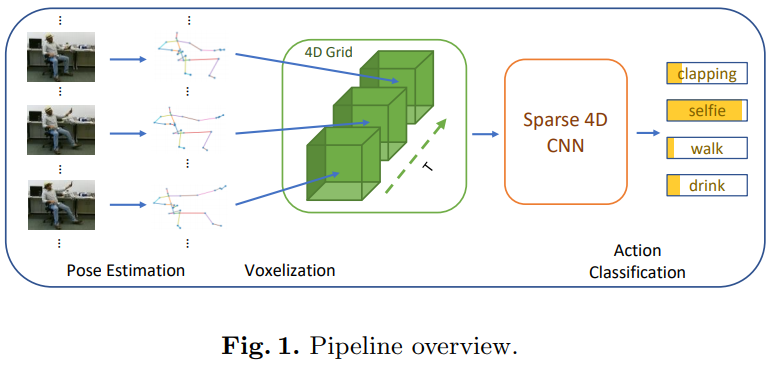 4D Grid
T
Sparse 4D
CNN
clapping
selfie
walk
drink
Pose Estimation
Voxelization
Action
Classification
Fig. 1. Pipeline overview.